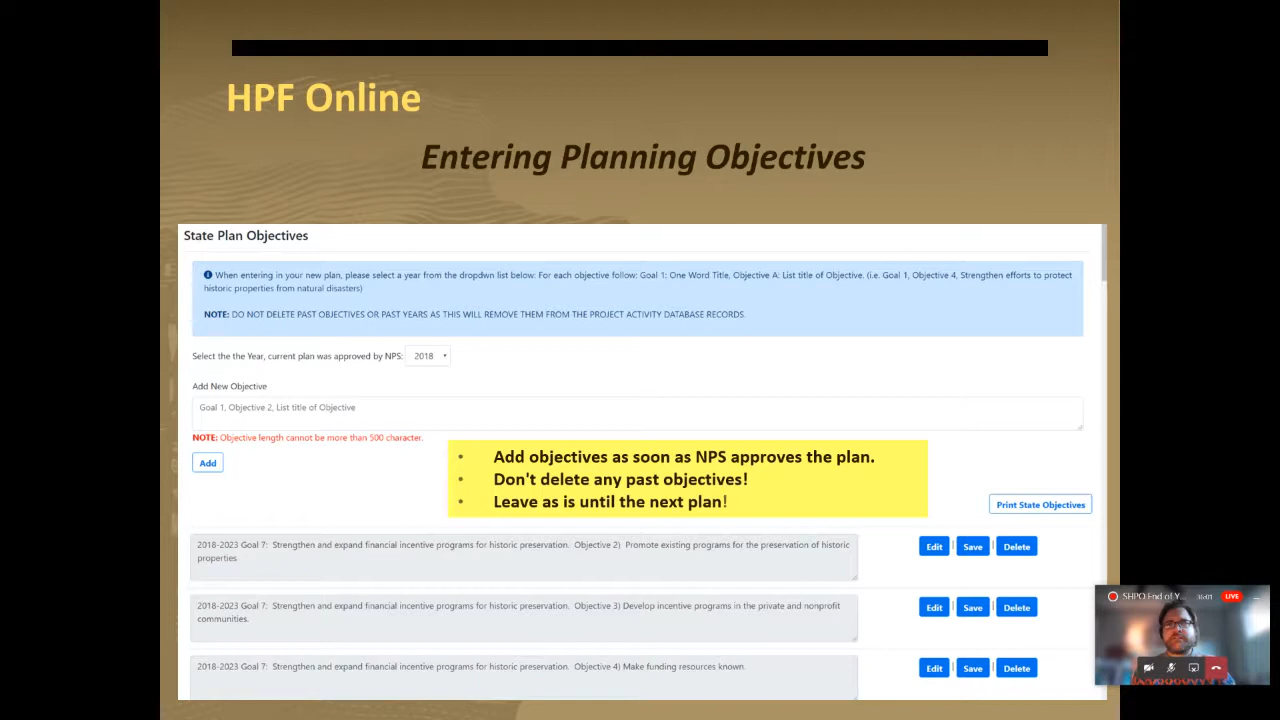 HPF Online
Entering Planning Objectives
State Plan Objectives
When entering in your new plan, please select a year from the dropdwn list below: For each objective follow: Goal 1: One Word Title, Objective A: List title of Objective. (i.e. Goal 1, Objective 4, Strengthen efforts to protect
historic properties from natural disasters)
NOTE: DO NOT DELETE PAST OBJECTIVES OR PAST YEARS AS THIS WILL REMOVE THEM FROM THE PROJECT ACTIVITY DATABASE RECORDS.
Select the the Year, current plan was approved by NPS: 2018
Add New Objective
Goal 1, Objective 2, List title of Objective
NOTE: Objective length cannot be more than 500 character.
Add
• Add objectives as soon as NPS approves the plan.
• Don't delete any past objectives!
• Leave as is until the next plan!
Print State Objectives
2018-2023 Goal 7: Strengthen and expand financial incentive programs for historic preservation. Objective 2) Promote existing programs for the preservation of historic
properties
Edit | Save | Delete
2018-2023 Goal 7: Strengthen and expand financial incentive programs for historic preservation. Objective 3) Develop incentive programs in the private and nonprofit
communities.
Edit | Save | Delete
2018-2023 Goal 7: Strengthen and expand financial incentive programs for historic preservation. Objective 4) Make funding resources known.
Edit | Save | Delete
SHPO End of Y... LIVE